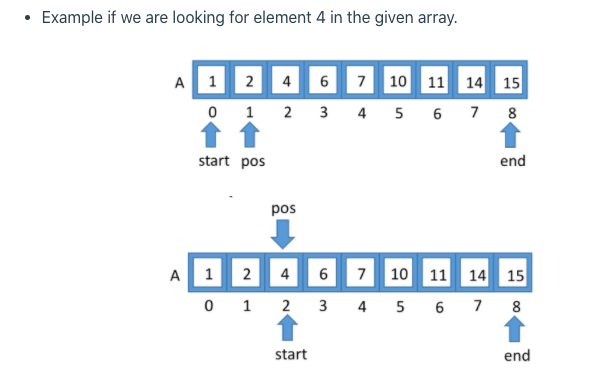 • Example if we are looking for element 4 in the given array.
A 1 2 4 6 7 10 11 14 15
0 1 2 3 4 5 6 7 8
start pos end
pos
A 1 2 4 6 7 10 11 14 15
0 1 2 3 4 5 6 7 8
start end